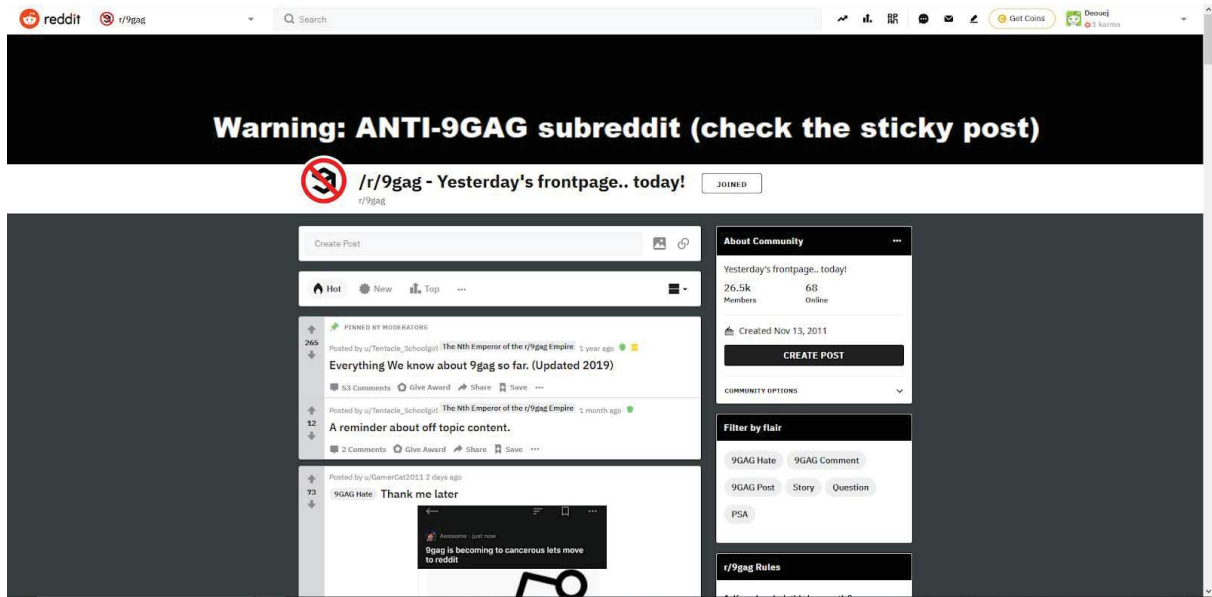 reddit r/9gag Search Get Coins Deouej
1 karma
Warning: ANTI-9GAG subreddit (check the sticky post)
/r/9gag - Yesterday's frontpage.. today! JOINED
r/9gag
Create Post
Hot New Top
PINNED BY MODERATORS
265
Posted by u/Tentacle_Schoolgirl The Nth Emperor of the r/9gag Empire 1 year ago
Everything We know about 9gag so far. (Updated 2019)
53 Comments Give Award Share Save
Posted by u/Tentacle_Schoolgirl The Nth Emperor of the r/9gag Empire 1 month ago
12
A reminder about off topic content.
2 Comments Give Award Share Save
Posted by u/GamerCat2011 2 days ago
73
9GAG Hate Thank me later
Awesome · just now
9gag is becoming to cancerous lets move
to reddit
About Community
Yesterday's frontpage.. today!
26.5k 68
Members Online
Created Nov 13, 2011
CREATE POST
COMMUNITY OPTIONS
Filter by flair
9GAG Hate 9GAG Comment
9GAG Post Story Question
PSA
r/9gag Rules